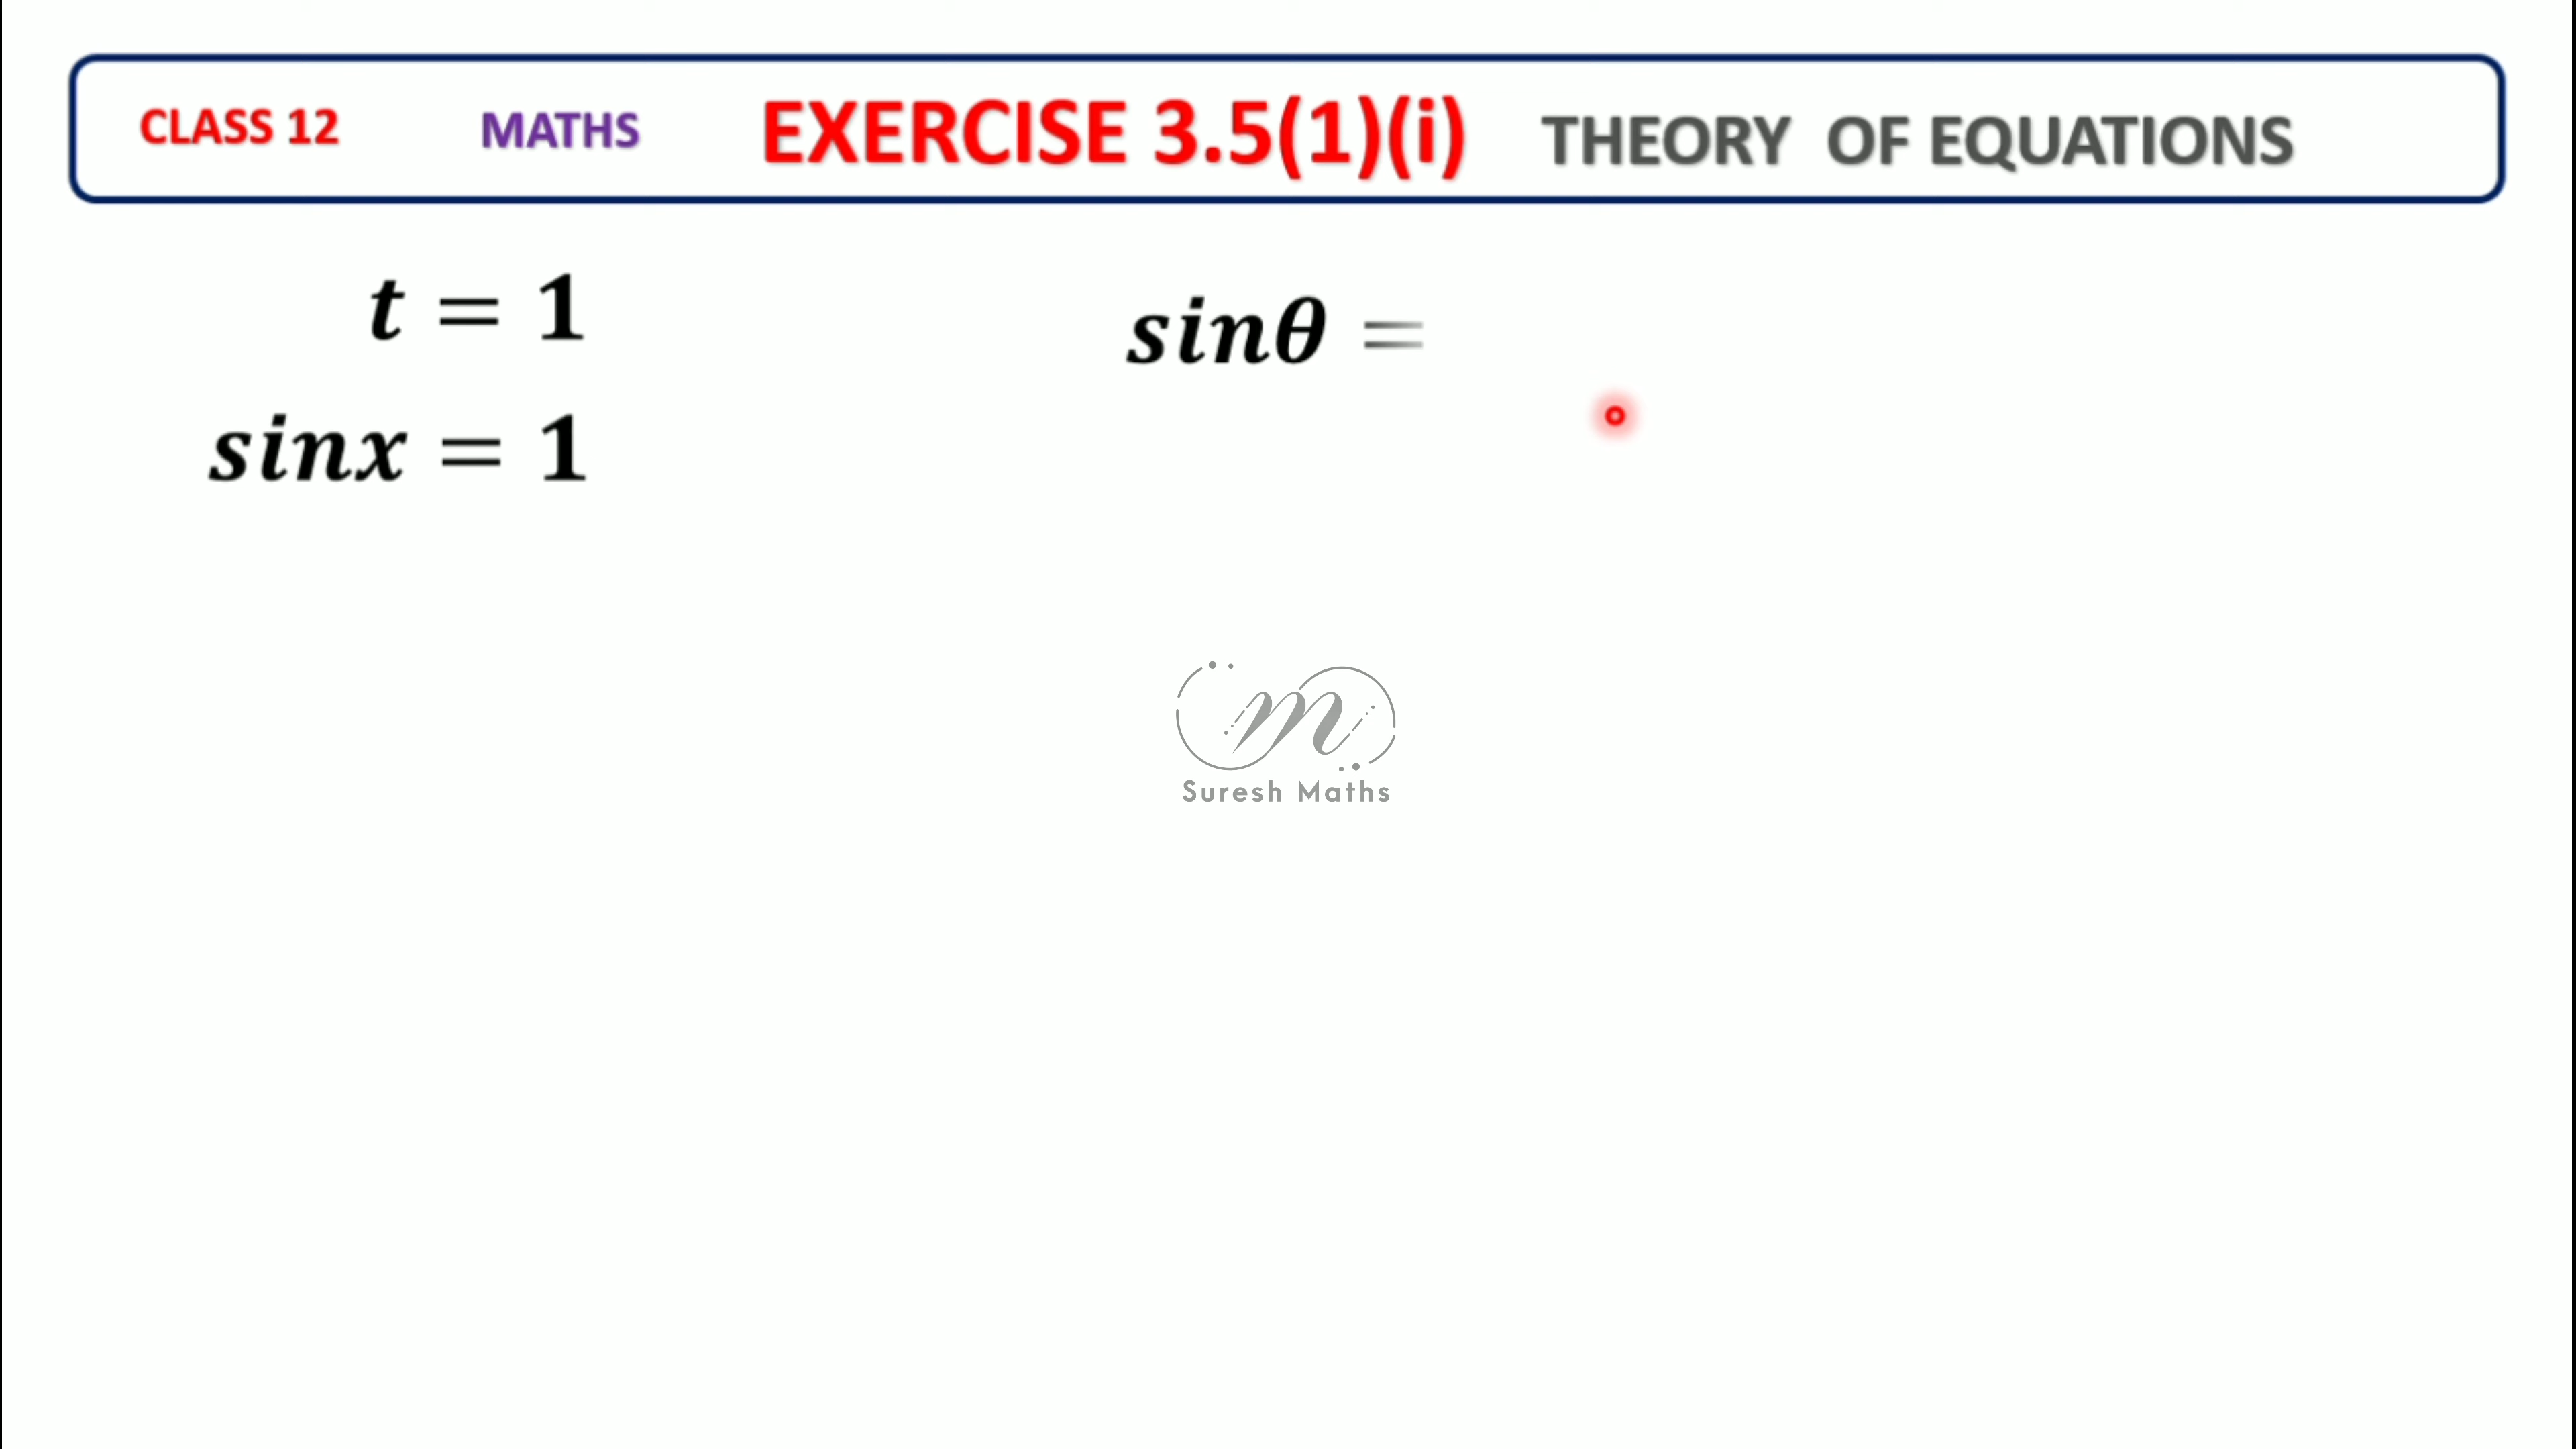 CLASS 12 MATHS EXERCISE 3.5(1)(i) THEORY OF EQUATIONS
t = 1
sinθ =
sinx = 1
Suresh Maths